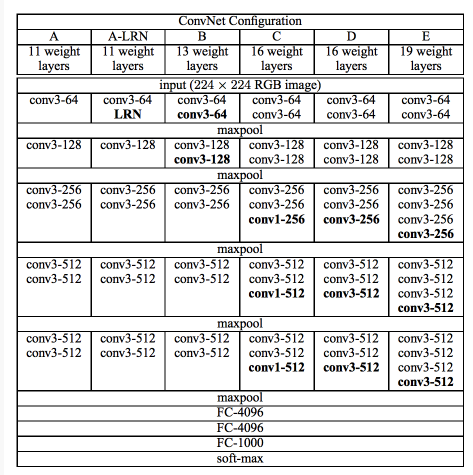 ConvNet Configuration
A A-LRN B C D E
11 weight 11 weight 13 weight 16 weight 16 weight 19 weight
layers layers layers layers layers layers
input (224 × 224 RGB image)
conv3-64 conv3-64 conv3-64 conv3-64 conv3-64 conv3-64
LRN conv3-64 conv3-64 conv3-64 conv3-64
maxpool
conv3-128 conv3-128 conv3-128 conv3-128 conv3-128 conv3-128
conv3-128 conv3-128 conv3-128 conv3-128
maxpool
conv3-256 conv3-256 conv3-256 conv3-256 conv3-256 conv3-256
conv3-256 conv3-256 conv3-256 conv3-256 conv3-256 conv3-256
conv1-256 conv3-256 conv3-256
conv3-256
maxpool
conv3-512 conv3-512 conv3-512 conv3-512 conv3-512 conv3-512
conv3-512 conv3-512 conv3-512 conv3-512 conv3-512 conv3-512
conv1-512 conv3-512 conv3-512
conv3-512
maxpool
conv3-512 conv3-512 conv3-512 conv3-512 conv3-512 conv3-512
conv3-512 conv3-512 conv3-512 conv3-512 conv3-512 conv3-512
conv1-512 conv3-512 conv3-512
conv3-512
maxpool
FC-4096
FC-4096
FC-1000
soft-max